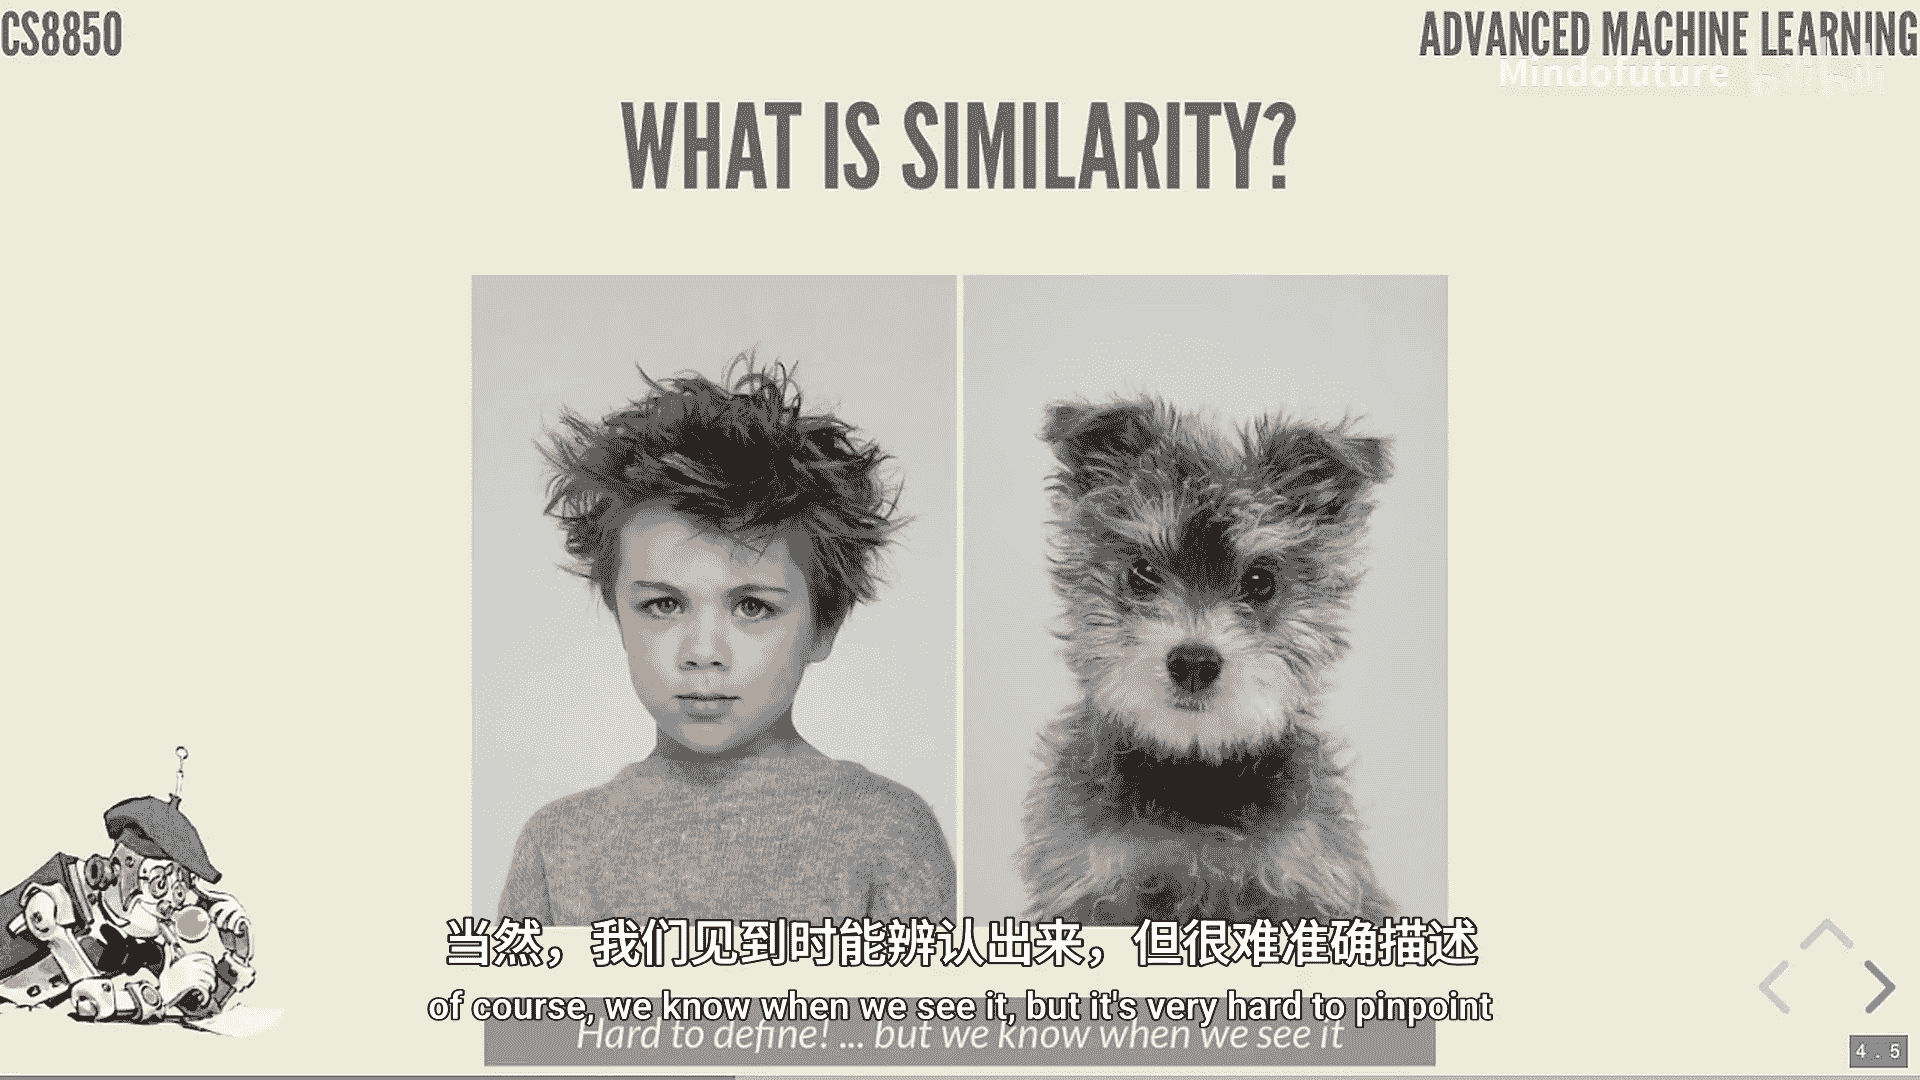 CS8850
ADVANCED MACHINE LEARNING
Mindofuture
WHAT IS SIMILARITY?
当然，我们见到时能辨认出来，但很难准确描述
of course, we know when we see it, but it's very hard to pinpoint
Hard to define! ... but we know when we see it
4 . 5